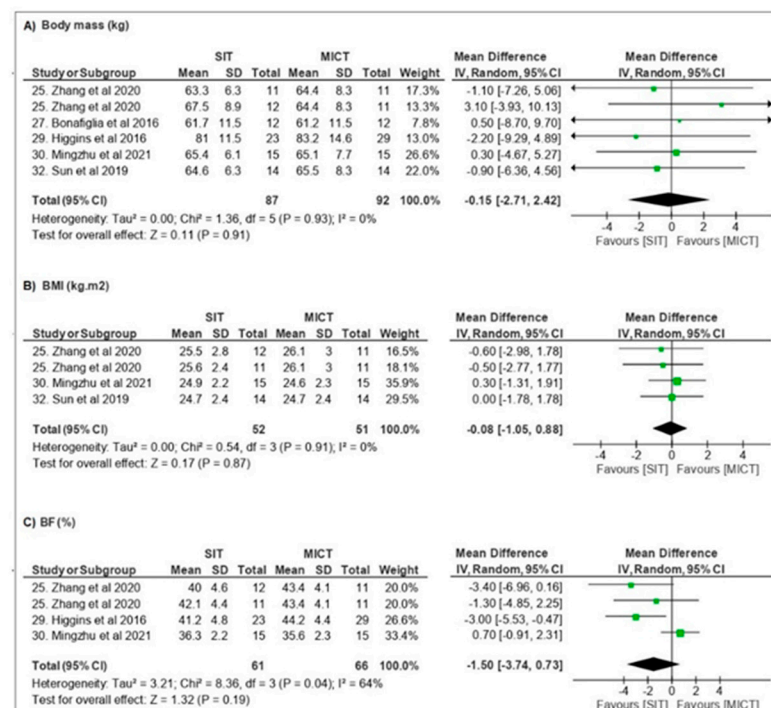 A) Body mass (kg)
SIT MICT Mean Difference Mean Difference
Study or Subgroup Mean SD Total Mean SD Total Weight IV, Random, 95% CI IV, Random, 95% CI
25. Zhang et al 2020 63.3 6.3 11 64.4 8.3 11 17.3% -1.10 [-7.26, 5.06]
25. Zhang et al 2020 67.5 8.9 12 64.4 8.3 11 13.3% 3.10 [-3.93, 10.13]
27. Bonafiglia et al 2016 61.7 11.5 12 61.2 11.5 12 7.8% 0.50 [-8.70, 9.70]
29. Higgins et al 2016 81 11.5 23 83.2 14.6 29 13.0% -2.20 [-9.29, 4.89]
30. Mingzhu et al 2021 65.4 6.1 15 65.1 7.7 15 26.6% 0.30 [-4.67, 5.27]
32. Sun et al 2019 64.6 6.3 14 65.5 8.3 14 22.0% -0.90 [-6.36, 4.56]
Total (95% CI) 87 92 100.0% -0.15 [-2.71, 2.42]
Heterogeneity: Tau² = 0.00; Chi² = 1.36, df = 5 (P = 0.93); I² = 0%
Test for overall effect: Z = 0.11 (P = 0.91)
-4 -2 0 2 4
Favours [SIT] Favours [MICT]
B) BMI (kg.m2)
SIT MICT Mean Difference Mean Difference
Study or Subgroup Mean SD Total Mean SD Total Weight IV, Random, 95% CI IV, Random, 95% CI
25. Zhang et al 2020 25.5 2.8 12 26.1 3 11 16.5% -0.60 [-2.98, 1.78]
25. Zhang et al 2020 25.6 2.4 11 26.1 3 11 18.1% -0.50 [-2.77, 1.77]
30. Mingzhu et al 2021 24.9 2.2 15 24.6 2.3 15 35.9% 0.30 [-1.31, 1.91]
32. Sun et al 2019 24.7 2.4 14 24.7 2.4 14 29.5% 0.00 [-1.78, 1.78]
Total (95% CI) 52 51 100.0% -0.08 [-1.05, 0.88]
Heterogeneity: Tau² = 0.00; Chi² = 0.54, df = 3 (P = 0.91); I² = 0%
Test for overall effect: Z = 0.17 (P = 0.87)
-4 -2 0 2 4
Favours [SIT] Favours [MICT]
C) BF (%)
SIT MICT Mean Difference Mean Difference
Study or Subgroup Mean SD Total Mean SD Total Weight IV, Random, 95% CI IV, Random, 95% CI
25. Zhang et al 2020 40 4.6 12 43.4 4.1 11 20.0% -3.40 [-6.96, 0.16]
25. Zhang et al 2020 42.1 4.4 11 43.4 4.1 11 20.0% -1.30 [-4.85, 2.25]
29. Higgins et al 2016 41.2 4.8 23 44.2 4.4 29 26.6% -3.00 [-5.53, -0.47]
30. Mingzhu et al 2021 36.3 2.2 15 35.6 2.3 15 33.4% 0.70 [-0.91, 2.31]
Total (95% CI) 61 66 100.0% -1.50 [-3.74, 0.73]
Heterogeneity: Tau² = 3.21; Chi² = 8.36, df = 3 (P = 0.04); I² = 64%
Test for overall effect: Z = 1.32 (P = 0.19)
-4 -2 0 2 4
Favours [SIT] Favours [MICT]